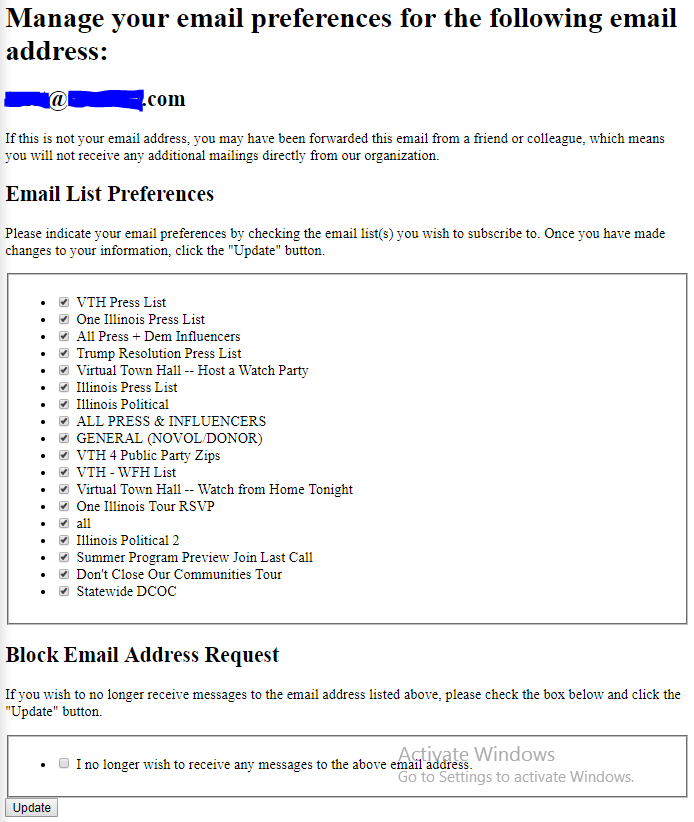 Manage your email preferences for the following email
address:
@ .com
If this is not your email address, you may have been forwarded this email from a friend or colleague, which means
you will not receive any additional mailings directly from our organization.
Email List Preferences
Please indicate your email preferences by checking the email list(s) you wish to subscribe to. Once you have made
changes to your information, click the "Update" button.
VTH Press List
One Illinois Press List
All Press + Dem Influencers
Trump Resolution Press List
Virtual Town Hall -- Host a Watch Party
Illinois Press List
Illinois Political
ALL PRESS & INFLUENCERS
GENERAL (NOVOL/DONOR)
VTH 4 Public Party Zips
VTH - WFH List
Virtual Town Hall -- Watch from Home Tonight
One Illinois Tour RSVP
all
Illinois Political 2
Summer Program Preview Join Last Call
Don't Close Our Communities Tour
Statewide DCOC
Block Email Address Request
If you wish to no longer receive messages to the email address listed above, please check the box below and click the
"Update" button.
Activate Windows
I no longer wish to receive any messages to the above email address.
Go to Settings to activate Windows.
Update